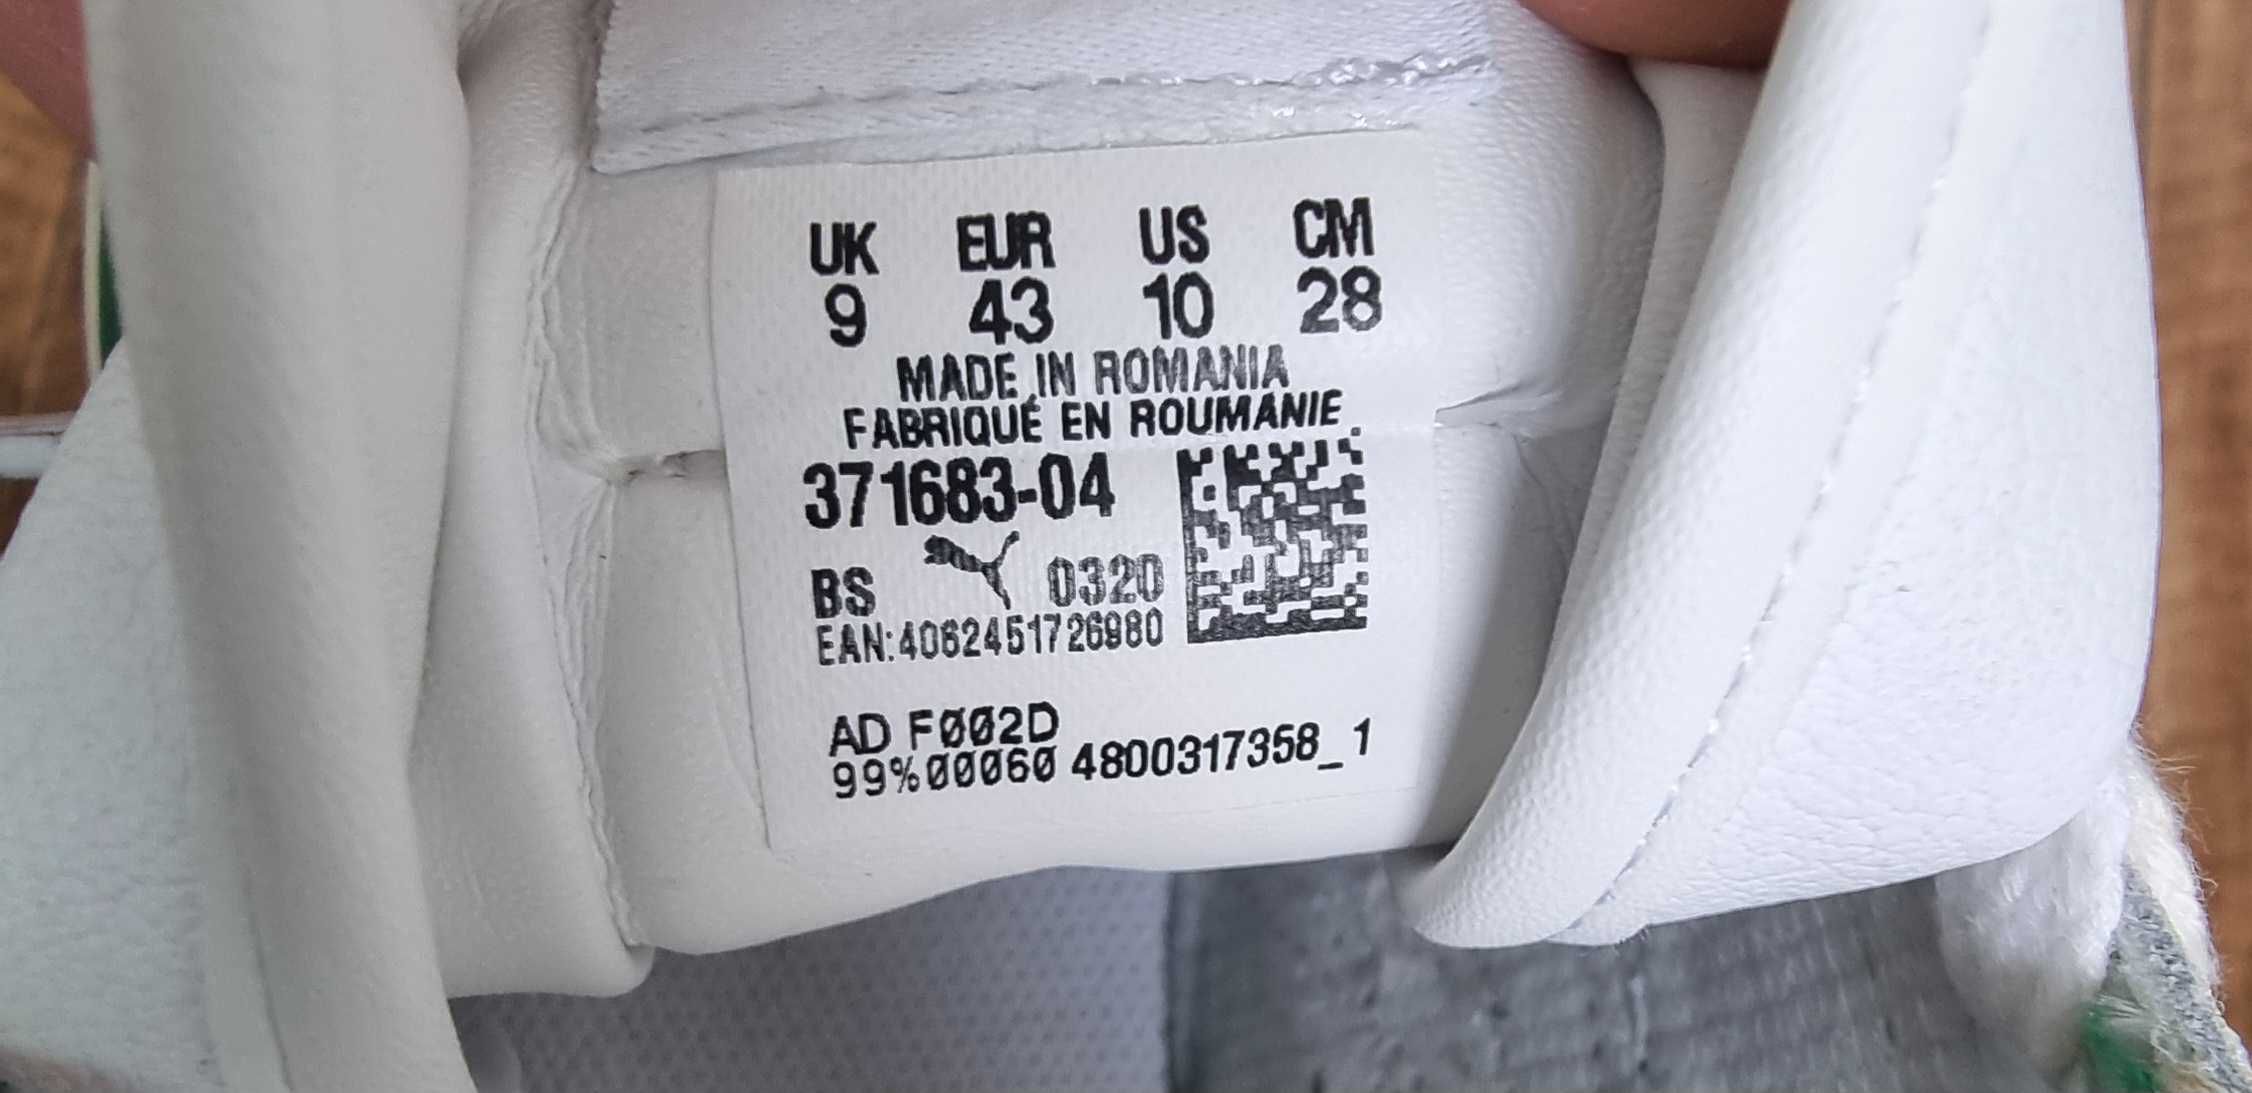 UK EUR US CM
9 43 10 28
MADE IN ROMANIA
FABRIQUÉ EN ROUMANIE
371683-04
BS 0320
EAN:4062451726980
AD F002D
99%00060 4800317358_1